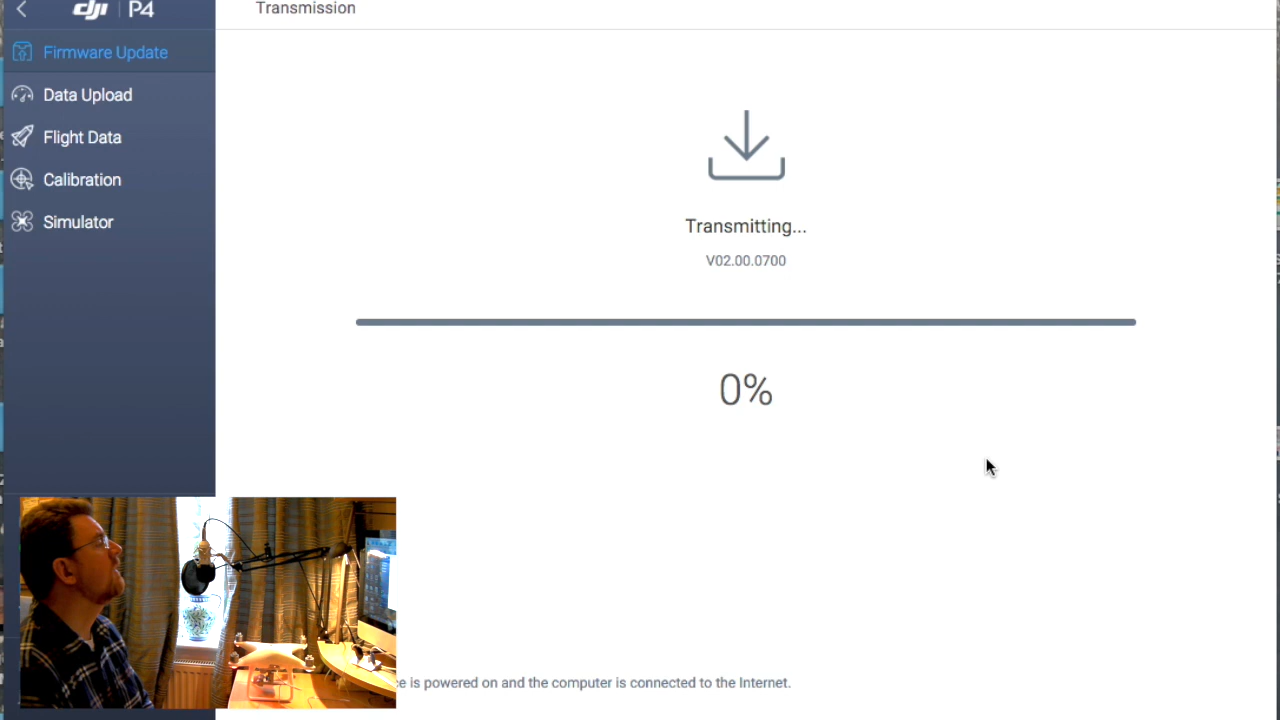 dji | P4
Transmission
Firmware Update
Data Upload
Flight Data
Calibration
Simulator
Transmitting...
V02.00.0700
0%
is powered on and the computer is connected to the Internet.